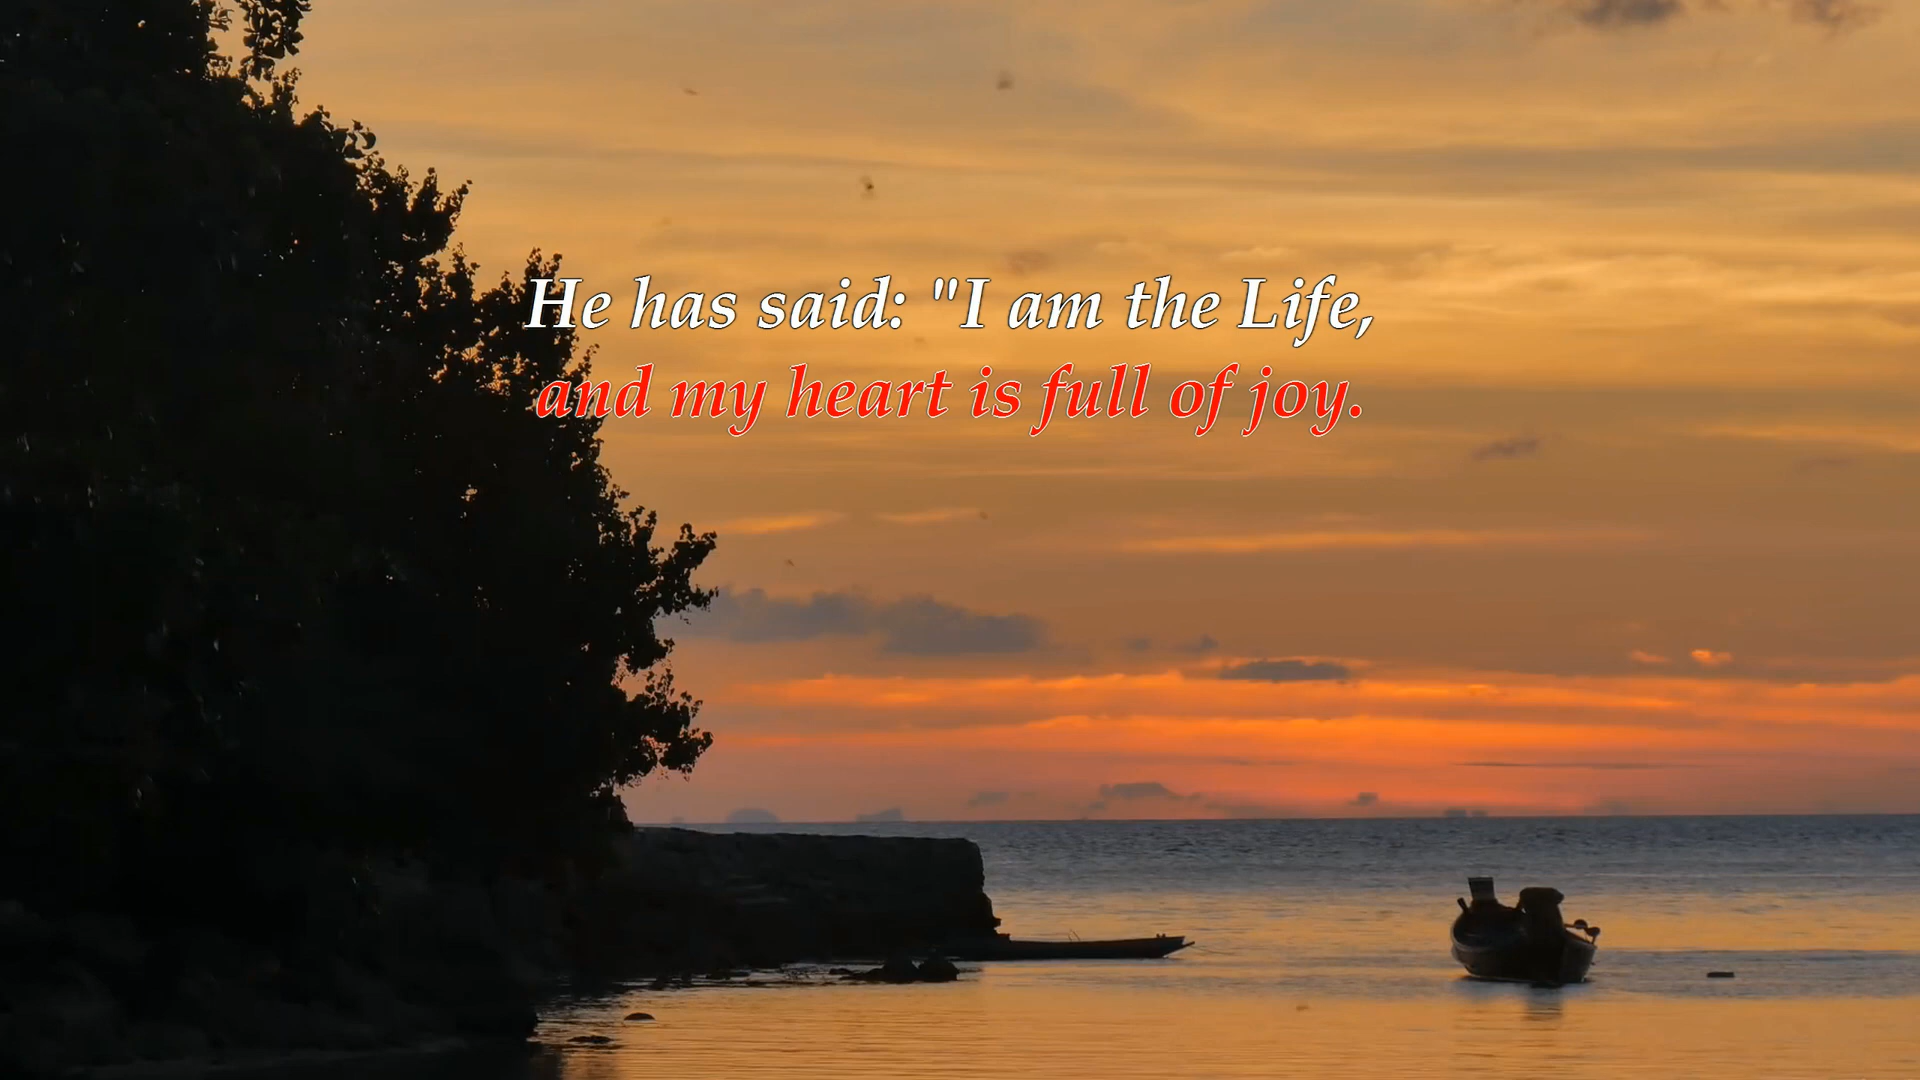 He has said: "I am the Life,
and my heart is full of joy.